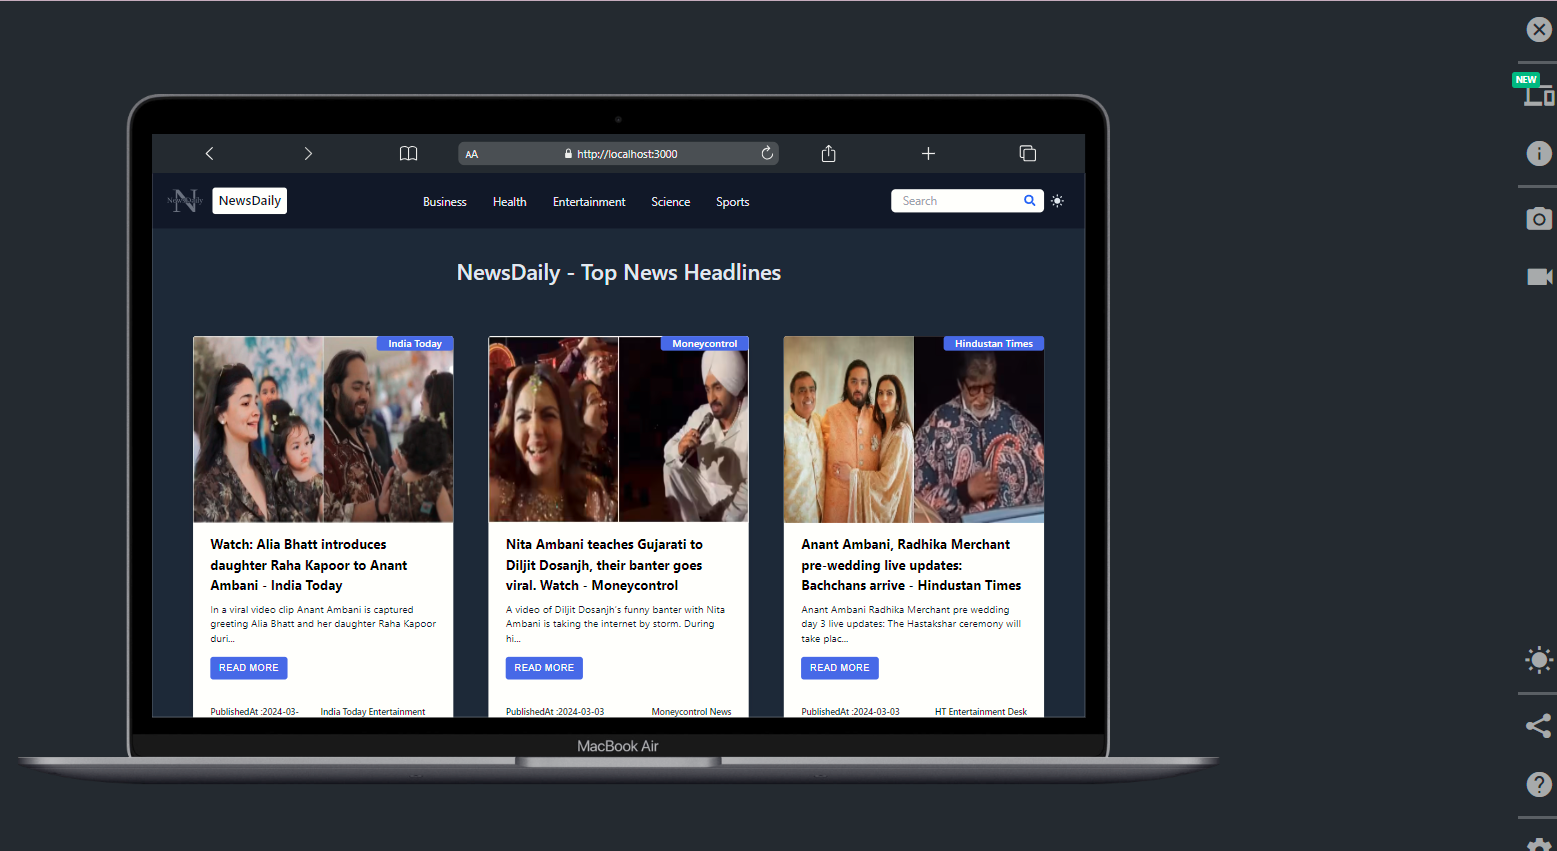 NEW
AA
http://localhost:3000
N
NewsDaily
NewsDaily
Business
Health
Entertainment
Science
Sports
Search
NewsDaily - Top News Headlines
India Today
Watch: Alia Bhatt introduces
daughter Raha Kapoor to Anant
Ambani - India Today
In a viral video clip Anant Ambani is captured
greeting Alia Bhatt and her daughter Raha Kapoor
duri...
READ MORE
PublishedAt :2024-03-
India Today Entertainment
Moneycontrol
Nita Ambani teaches Gujarati to
Diljit Dosanjh, their banter goes
viral. Watch - Moneycontrol
A video of Diljit Dosanjh's funny banter with Nita
Ambani is taking the internet by storm. During
hi...
READ MORE
PublishedAt :2024-03-03
Moneycontrol News
Hindustan Times
Anant Ambani, Radhika Merchant
pre-wedding live updates:
Bachchans arrive - Hindustan Times
Anant Ambani Radhika Merchant pre wedding
day 3 live updates: The Hastakshar ceremony will
take plac...
READ MORE
PublishedAt :2024-03-03
HT Entertainment Desk
MacBook Air